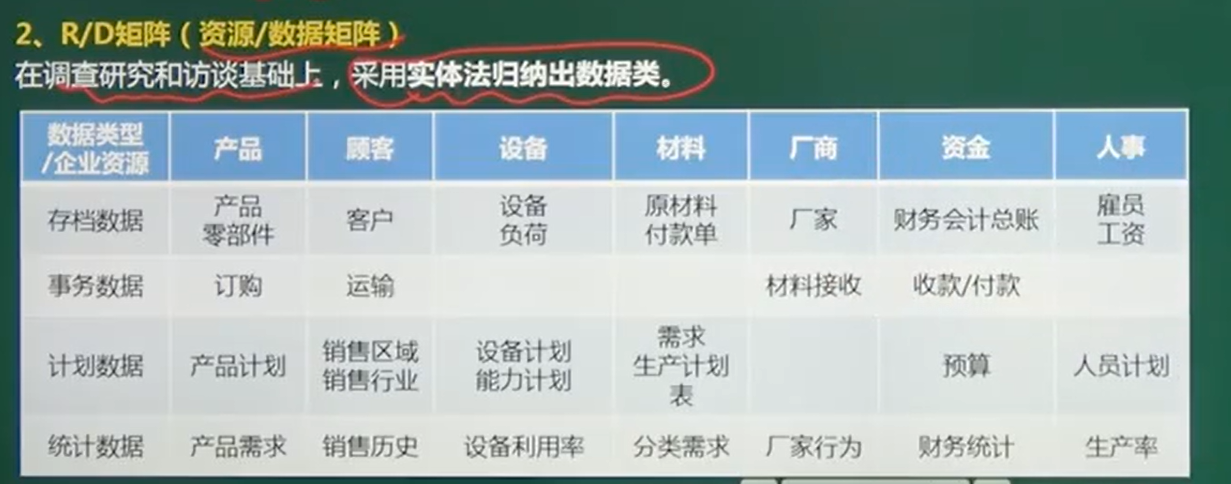 2、R/D矩阵（资源/数据矩阵）
在调查研究和访谈基础上，采用实体法归纳出数据类。
数据类型/企业资源 产品 顾客 设备 材料 厂商 资金 人事
存档数据 产品零部件 客户 设备负荷 原材料付款单 厂家 财务会计总账 雇员工资
事务数据 订购 运输 材料接收 收款/付款
计划数据 产品计划 销售区域销售行业 设备计划能力计划 需求生产计划表 预算 人员计划
统计数据 产品需求 销售历史 设备利用率 分类需求 厂家行为 财务统计 生产率